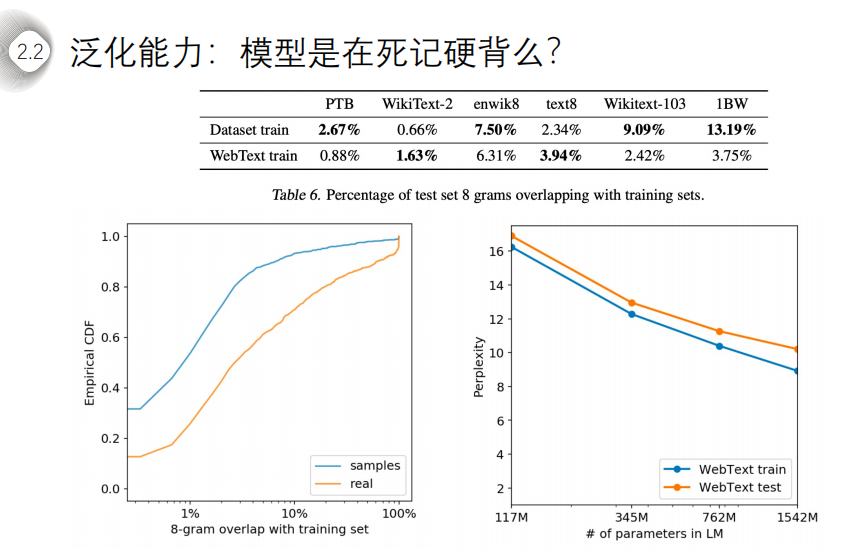 2.2
泛化能力：模型是在死记硬背么？
PTB WikiText-2 enwik8 text8 Wikitext-103 1BW
Dataset train 2.67% 0.66% 7.50% 2.34% 9.09% 13.19%
WebText train 0.88% 1.63% 6.31% 3.94% 2.42% 3.75%
Table 6. Percentage of test set 8 grams overlapping with training sets.
Empirical CDF
1.0
0.8
0.6
0.4
0.2
0.0
samples
real
1% 10% 100%
8-gram overlap with training set
Perplexity
16
14
12
10
8
6
4
2
WebText train
WebText test
117M 345M 762M 1542M
# of parameters in LM